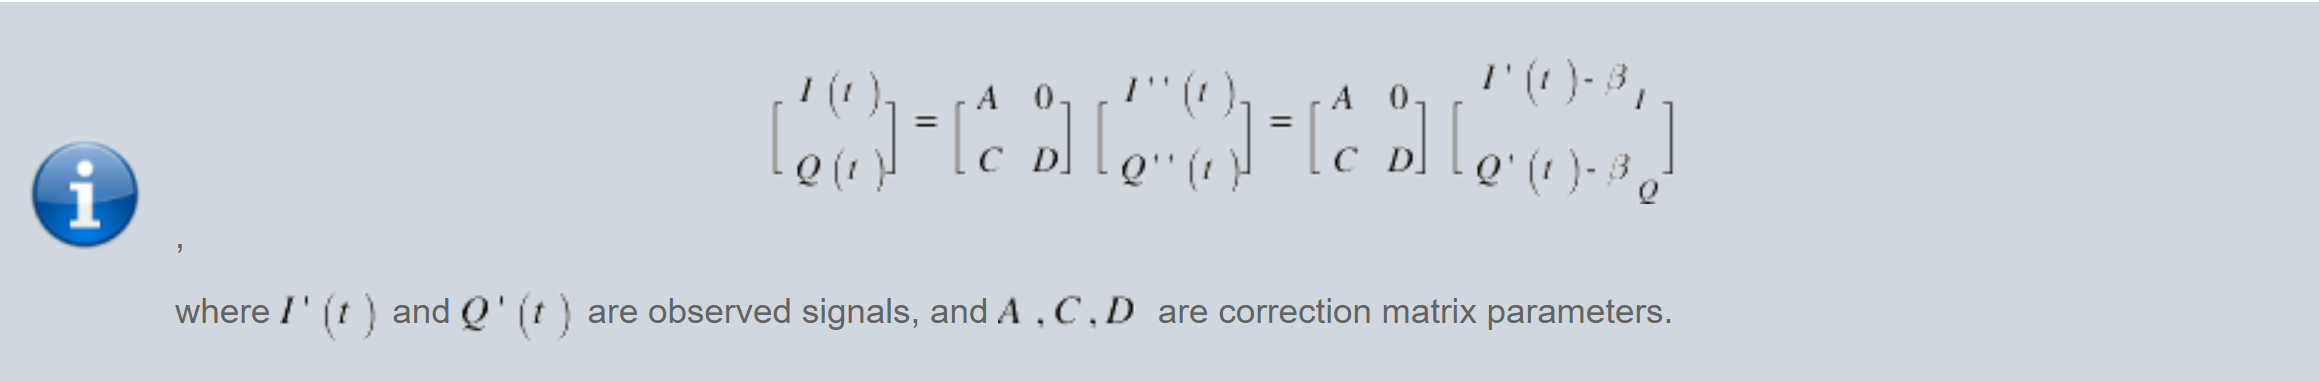 [I(t) Q(t)] = [A 0 C D] [I''(t) Q''(t)] = [A 0 C D] [I'(t)-β_I Q'(t)-β_Q]
,
where I'(t) and Q'(t) are observed signals, and A,C,D are correction matrix parameters.